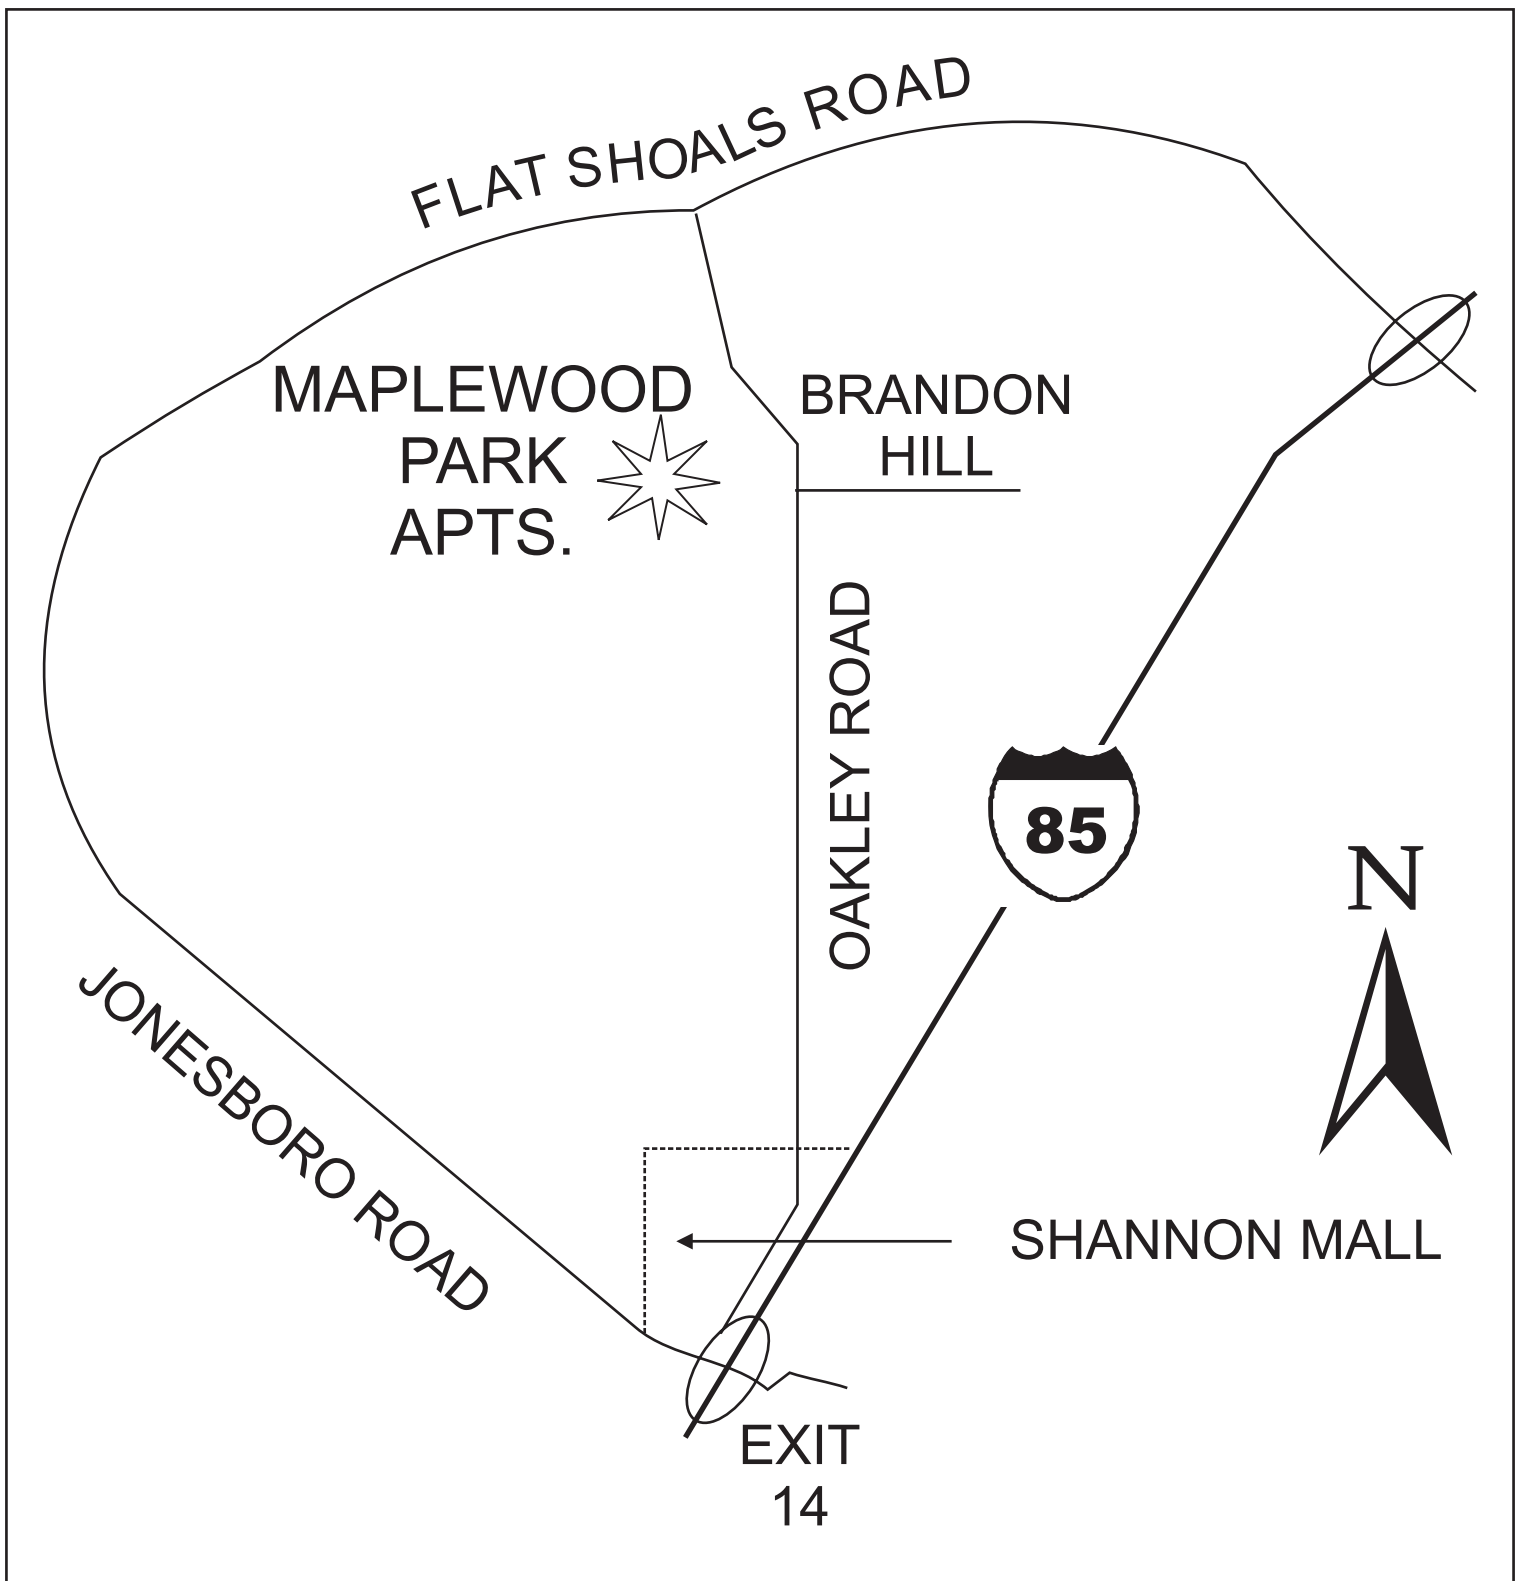 FLAT SHOALS ROAD
MAPLEWOOD
PARK
APTS.
BRANDON
HILL
OAKLEY ROAD
85
N
JONESBORO ROAD
SHANNON MALL
EXIT
14